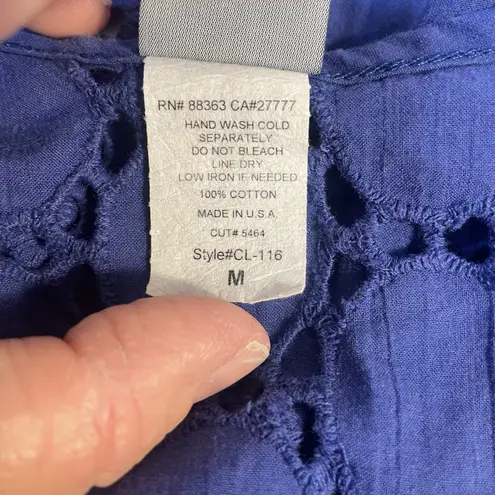 RN# 88363 CA#27777
HAND WASH COLD
SEPARATELY
DO NOT BLEACH
LINE DRY
LOW IRON IF NEEDED
100% COTTON
MADE IN U.S.A.
CUT# 5464
Style#CL-116
M